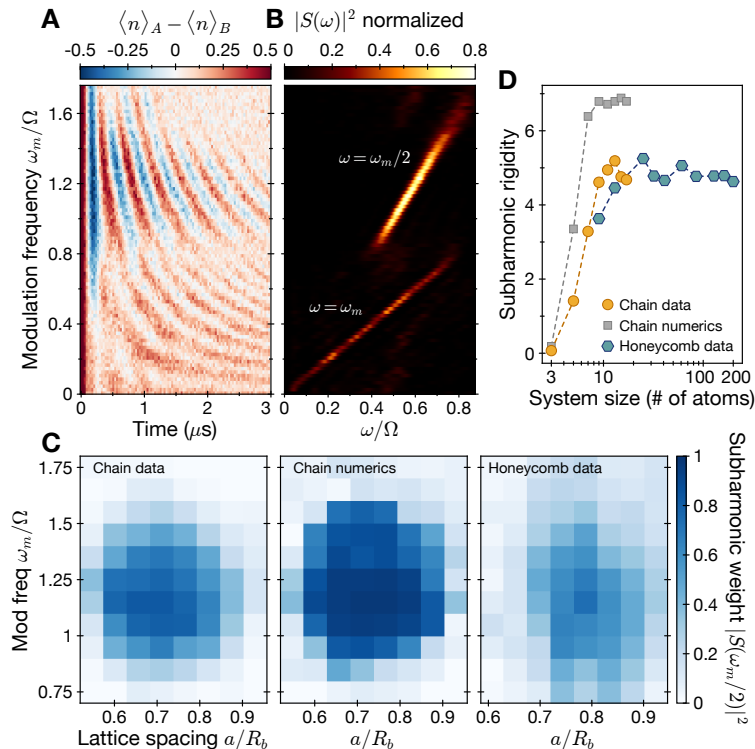 A
⟨n⟩_A − ⟨n⟩_B
-0.5 -0.25 0 0.25 0.5
Modulation frequency ω_m/Ω
1.6
1.2
0.8
0.4
0
0 1 2 3
Time (μs)
B
|S(ω)|² normalized
0 0.2 0.4 0.6 0.8
ω=ω_m/2
ω=ω_m
0 0.2 0.4 0.6 0.8
ω/Ω
D
Subharmonic rigidity
6
4
2
0
Chain data
Chain numerics
Honeycomb data
3 10 100 200
System size (# of atoms)
C
Mod freq ω_m/Ω
1.75
1.5
1.25
1
0.75
Chain data
0.6 0.7 0.8 0.9
Lattice spacing a/R_b
Chain numerics
0.6 0.7 0.8 0.9
a/R_b
Honeycomb data
0.6 0.7 0.8 0.9
a/R_b
1
0.8
0.6
0.4
0.2
0
Subharmonic weight |S(ω_m/2)|²